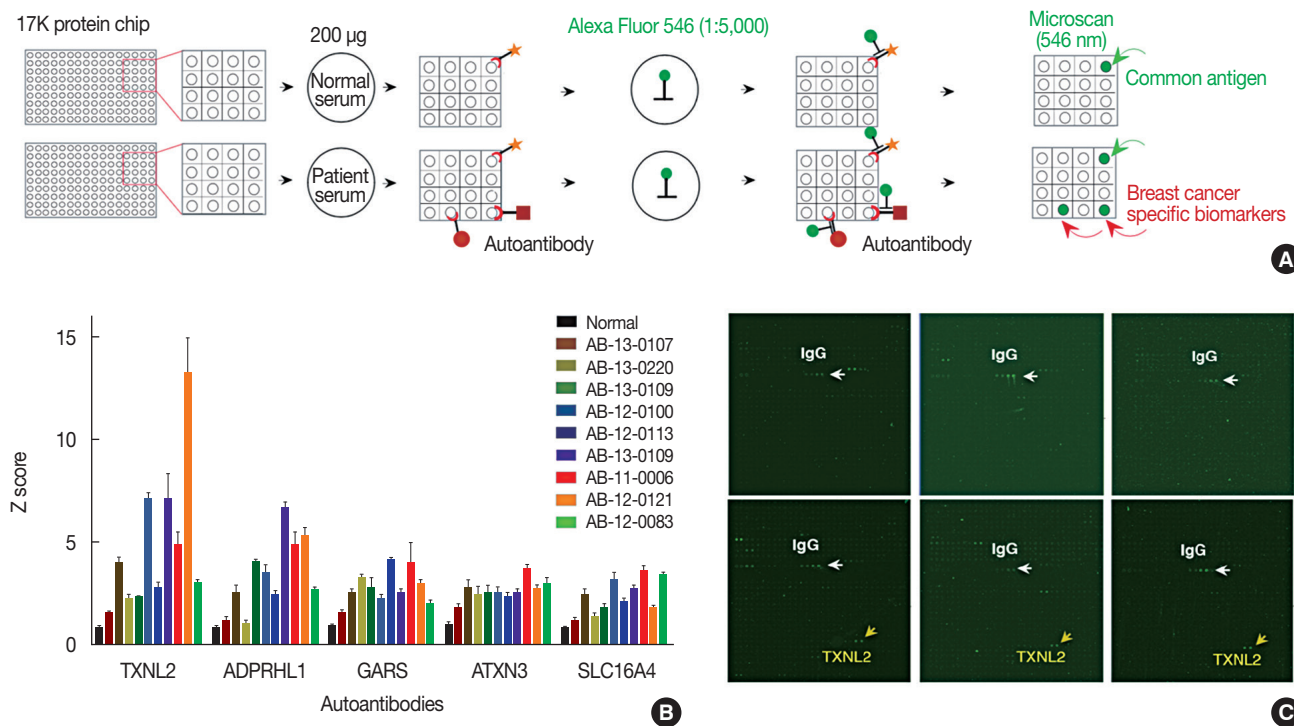 17K protein chip
200 µg
Normal
serum
Alexa Fluor 546 (1:5,000)
Microscan
(546 nm)
Common antigen
Patient
serum
Autoantibody
Autoantibody
Breast cancer
specific biomarkers
A
15
10
5
0
Z score
TXNL2
ADPRHL1
GARS
ATXN3
SLC16A4
Autoantibodies
Normal
AB-13-0107
AB-13-0220
AB-13-0109
AB-12-0100
AB-12-0113
AB-13-0109
AB-11-0006
AB-12-0121
AB-12-0083
B
IgG
IgG
IgG
IgG
IgG
IgG
TXNL2
TXNL2
TXNL2
C